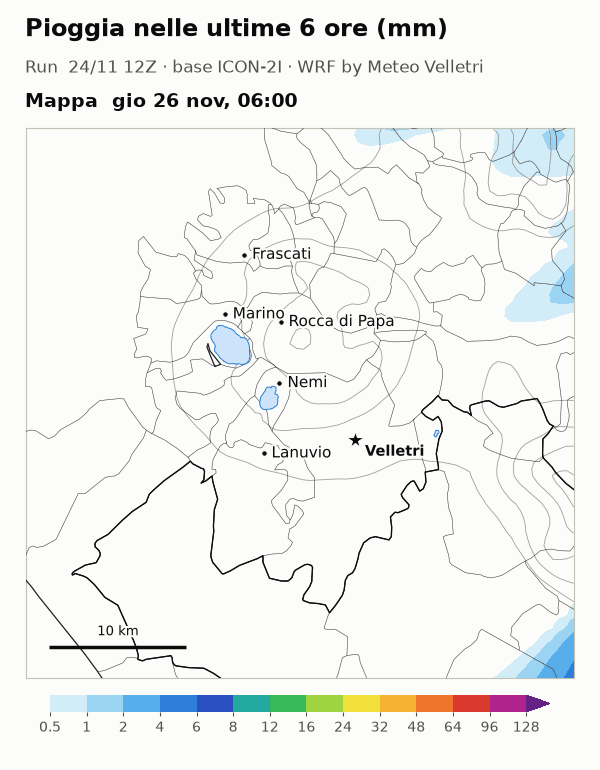 Pioggia nelle ultime 6 ore (mm)
Run  24/11 12Z · base ICON-2I · WRF by Meteo Velletri
Mappa  gio 26 nov, 06:00
Frascati
Marino
Rocca di Papa
Nemi
Velletri
Lanuvio
10 km
0.5 1 2 4 6 8 12 16 24 32 48 64 96 128